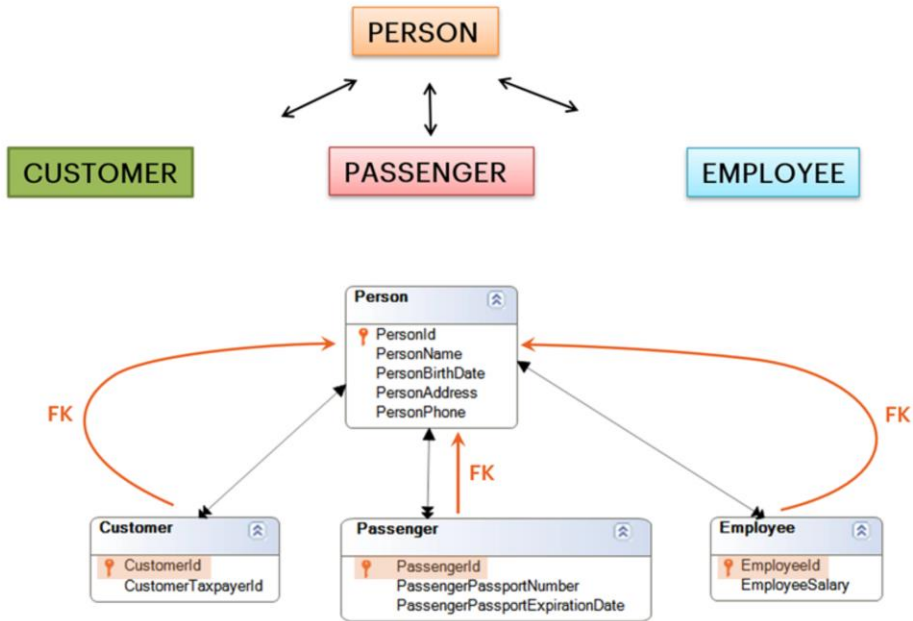 PERSON
CUSTOMER
PASSENGER
EMPLOYEE
Person
PersonId
PersonName
PersonBirthDate
PersonAddress
PersonPhone
FK
FK
FK
Customer
CustomerId
CustomerTaxpayerId
Passenger
PassengerId
PassengerPassportNumber
PassengerPassportExpirationDate
Employee
EmployeeId
EmployeeSalary